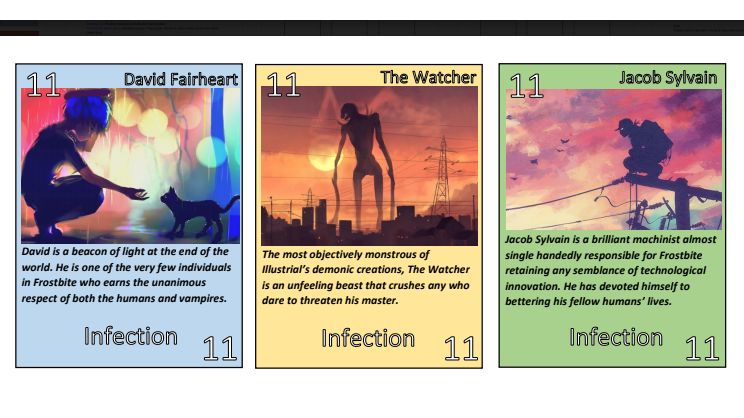 11
David Fairheart
David is a beacon of light at the end of the
world. He is one of the very few individuals
in Frostbite who earns the unanimous
respect of both the humans and vampires.
Infection
11
11
The Watcher
The most objectively monstrous of
Illustrial's demonic creations, The Watcher
is an unfeeling beast that crushes any who
dare to threaten his master.
Infection
11
11
Jacob Sylvain
Jacob Sylvain is a brilliant machinist almost
single handedly responsible for Frostbite
retaining any semblance of technological
innovation. He has devoted himself to
bettering his fellow humans' lives.
Infection
11